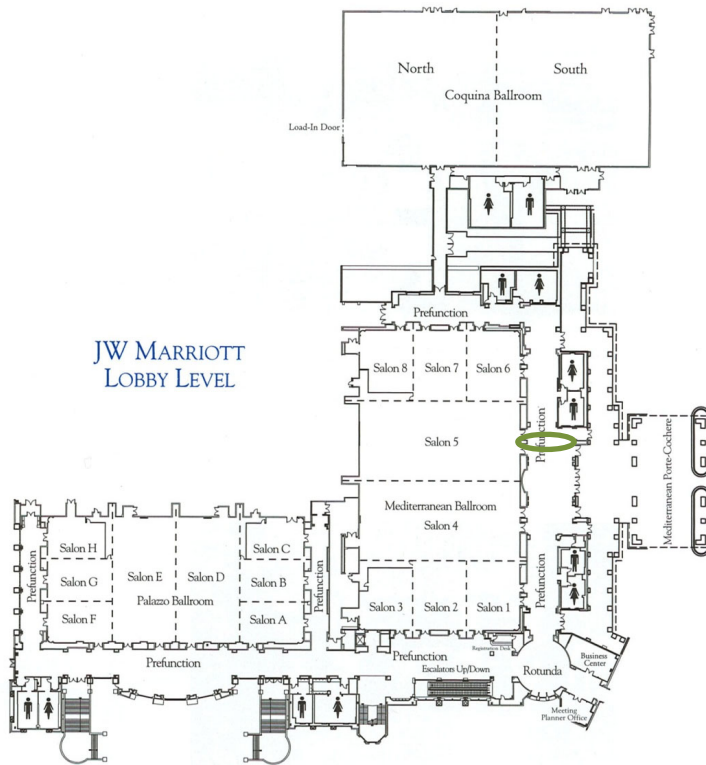 North
South
Coquina Ballroom
Load-In Door
Prefunction
JW MARRIOTT
LOBBY LEVEL
Salon 8
Salon 7
Salon 6
Prefunction
Salon 5
Mediterranean Porte-Cochere
Mediterranean Ballroom
Salon 4
Salon H
Salon C
Salon G
Salon E
Salon D
Salon B
Palazzo Ballroom
Salon F
Salon A
Prefunction
Prefunction
Prefunction
Salon 3
Salon 2
Salon 1
Prefunction
Prefunction
Registration Desk
Escalators Up/Down
Rotunda
Business
Center
Meeting
Planner Office